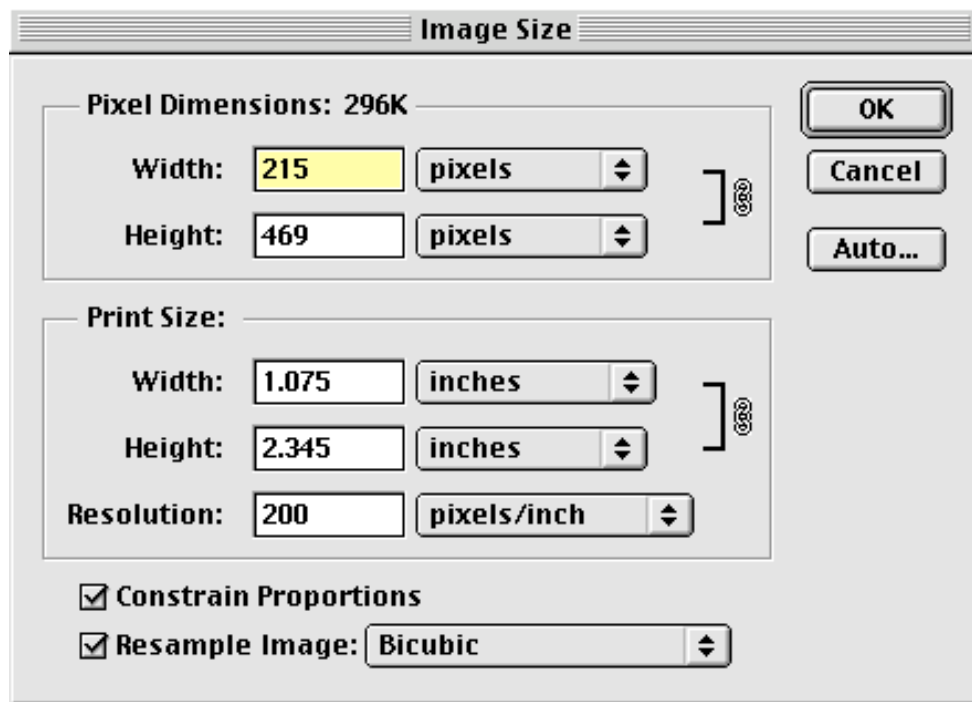 Image Size
Pixel Dimensions: 296K
OK
Width: 215 pixels
Cancel
Height: 469 pixels
Auto...
Print Size:
Width: 1.075 inches
Height: 2.345 inches
Resolution: 200 pixels/inch
Constrain Proportions
Resample Image: Bicubic